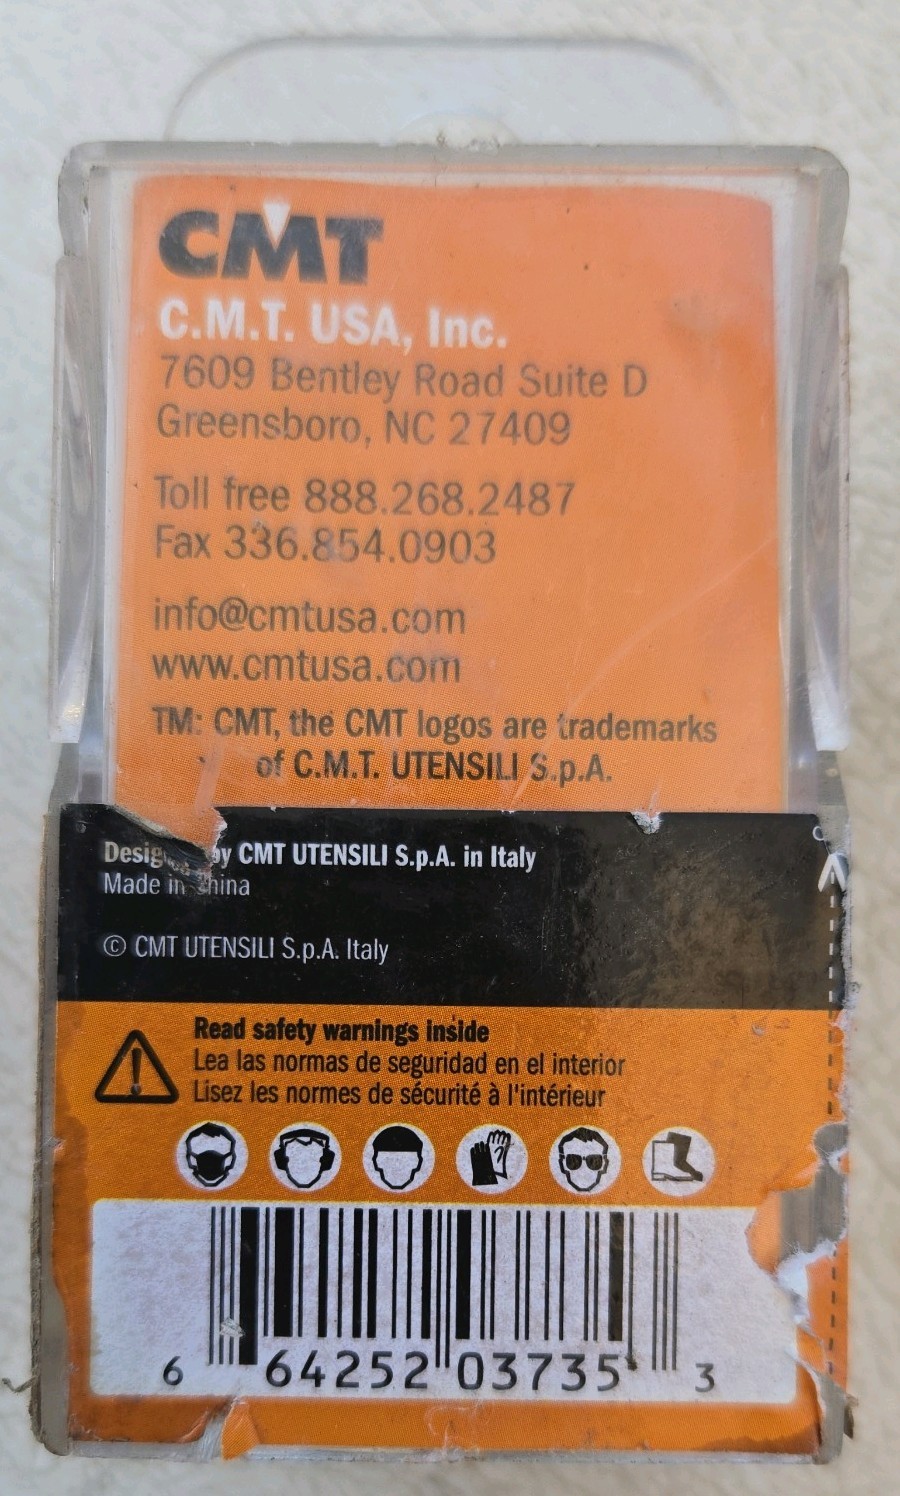 CMT
C.M.T. USA, Inc.
7609 Bentley Road Suite D
Greensboro, NC 27409
Toll free 888.268.2487
Fax 336.854.0903
info@cmtusa.com
www.cmtusa.com
TM: CMT, the CMT logos are trademarks
of C.M.T. UTENSILI S.p.A.
by CMT UTENSILI S.p.A. in Italy
Made in China
© CMT UTENSILI S.p.A. Italy
Read safety warnings inside
Lea las normas de seguridad en el interior
Lisez les normes de sécurité à l'intérieur
6 64252 03735 3